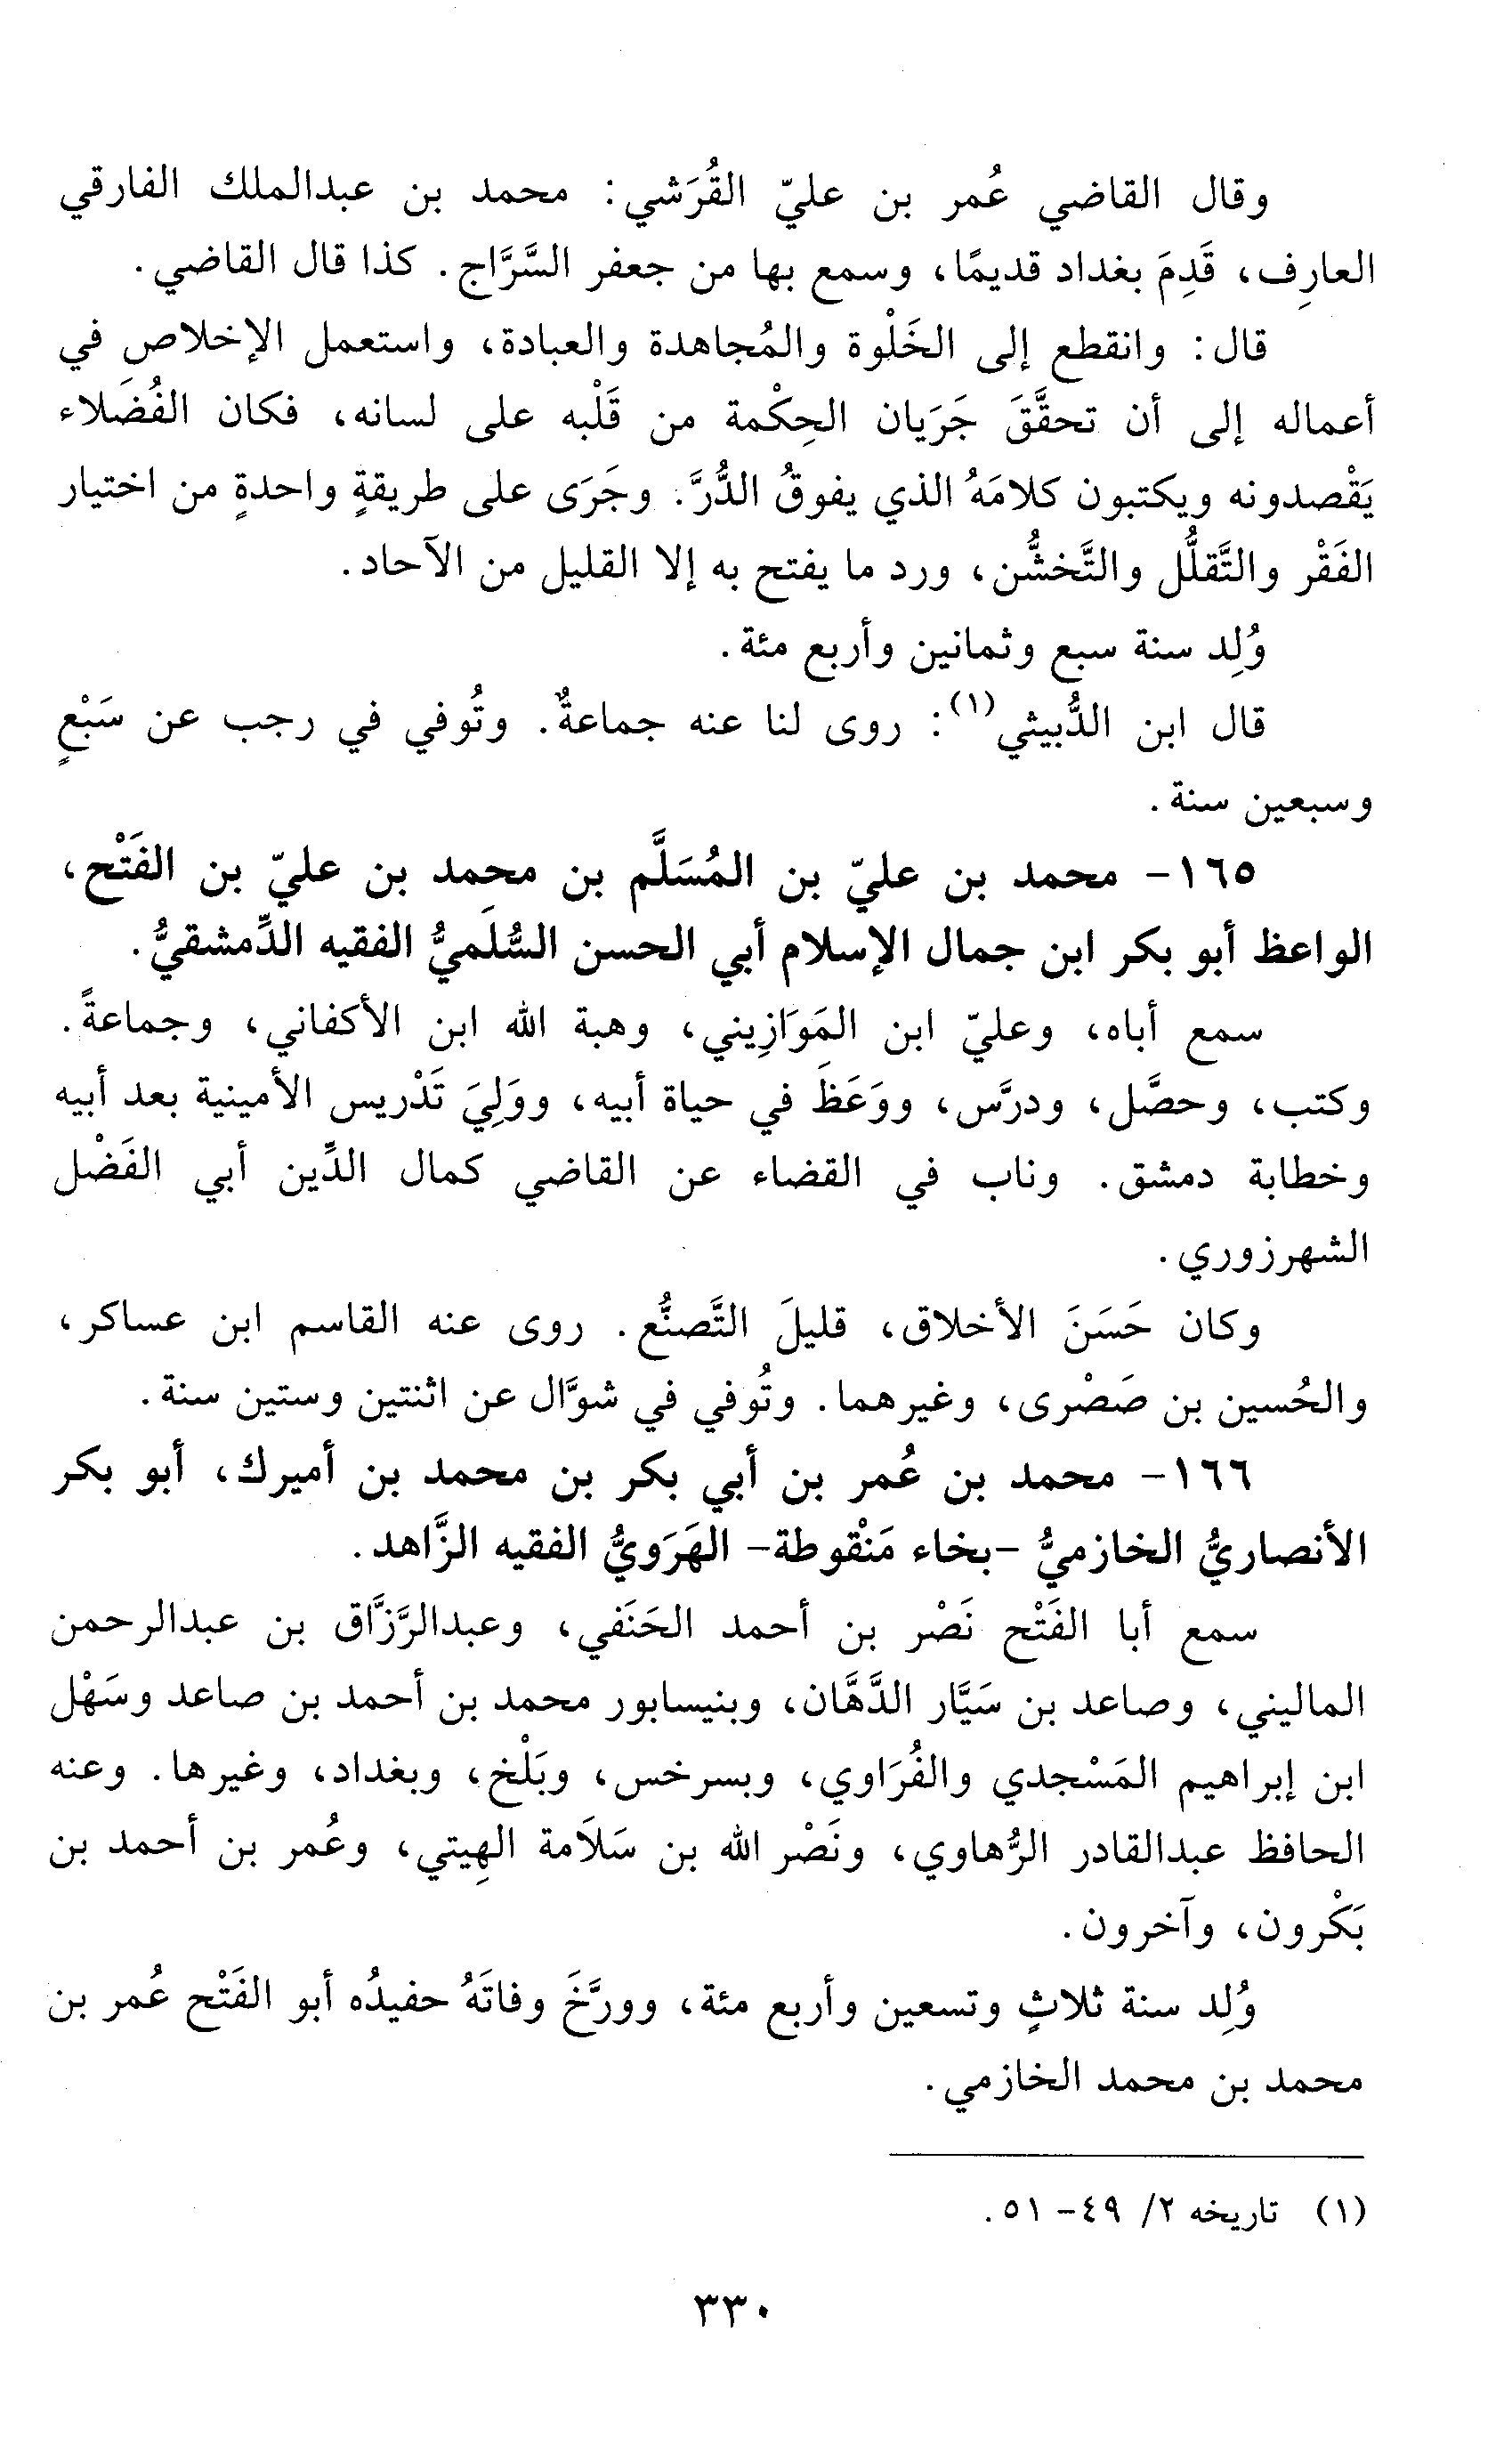 وقال القاضي عُمر بن عليّ القُرَشي: محمد بن عبدالملك الفارقي
العارِف، قَدِمَ بغداد قديمًا، وسمع بها من جعفر السَّرَّاج. كذا قال القاضي.
قال: وانقطع إلى الخَلْوة والمُجاهدة والعبادة، واستعمل الإخلاص في
أعماله إلى أن تحقَّقَ جَرَيان الحِكْمة من قَلْبه على لسانه، فكان الفُضَلاء
يَقْصدونه ويكتبون كلامَهُ الذي يفوقُ الدُّرَّ. وجَرَى على طريقةٍ واحدةٍ من اختيار
الفَقْر والتَّقلُّل والتَّخشُّن، ورد ما يفتح به إلا القليل من الآحاد.
وُلِد سنة سبع وثمانين وأربع مئة.
قال ابن الدُّبيثي(١): روى لنا عنه جماعةٌ. وتُوفي في رجب عن سَبْعٍ
وسبعين سنة.
١٦٥- محمد بن عليّ بن المُسَلَّم بن محمد بن عليّ بن الفَتْح،
الواعظ أبو بكر ابن جمال الإسلام أبي الحسن السُّلَميُّ الفقيه الدِّمشقيُّ.
سمع أباه، وعليّ ابن المَوَازِيني، وهبة الله ابن الأكفاني، وجماعةً.
وكتب، وحصَّل، ودرَّس، ووَعَظَ في حياة أبيه، ووَلِيَ تَدْريس الأمينية بعد أبيه
وخطابة دمشق. وناب في القضاء عن القاضي كمال الدِّين أبي الفَضْل
الشهرزوري.
وكان حَسَنَ الأخلاق، قليلَ التَّصنُّع. روى عنه القاسم ابن عساكر،
والحُسين بن صَصْرى، وغيرهما. وتُوفي في شوَّال عن اثنتين وستين سنة.
١٦٦- محمد بن عُمر بن أبي بكر بن محمد بن أميرك، أبو بكر
الأنصاريُّ الخازميُّ -بخاء مَنْقوطة- الهَرَويُّ الفقيه الزَّاهد.
سمع أبا الفَتْح نَصْر بن أحمد الحَنَفي، وعبدالرَّزَّاق بن عبدالرحمن
الماليني، وصاعد بن سَيَّار الدَّهَّان، وبنيسابور محمد بن أحمد بن صاعد وسَهْل
ابن إبراهيم المَسْجدي والفُرَاوي، وبسرخس، وبَلْخ، وبغداد، وغيرها. وعنه
الحافظ عبدالقادر الرُّهاوي، ونَصْر الله بن سَلاَمة الهِيتي، وعُمر بن أحمد بن
بَكْرون، وآخرون.
وُلِد سنة ثلاثٍ وتسعين وأربع مئة، وورَّخَ وفاتَهُ حفيدُه أبو الفَتْح عُمر بن
محمد بن محمد الخازمي.
(١) تاريخه ٢/ ٤٩- ٥١.
٣٣٠